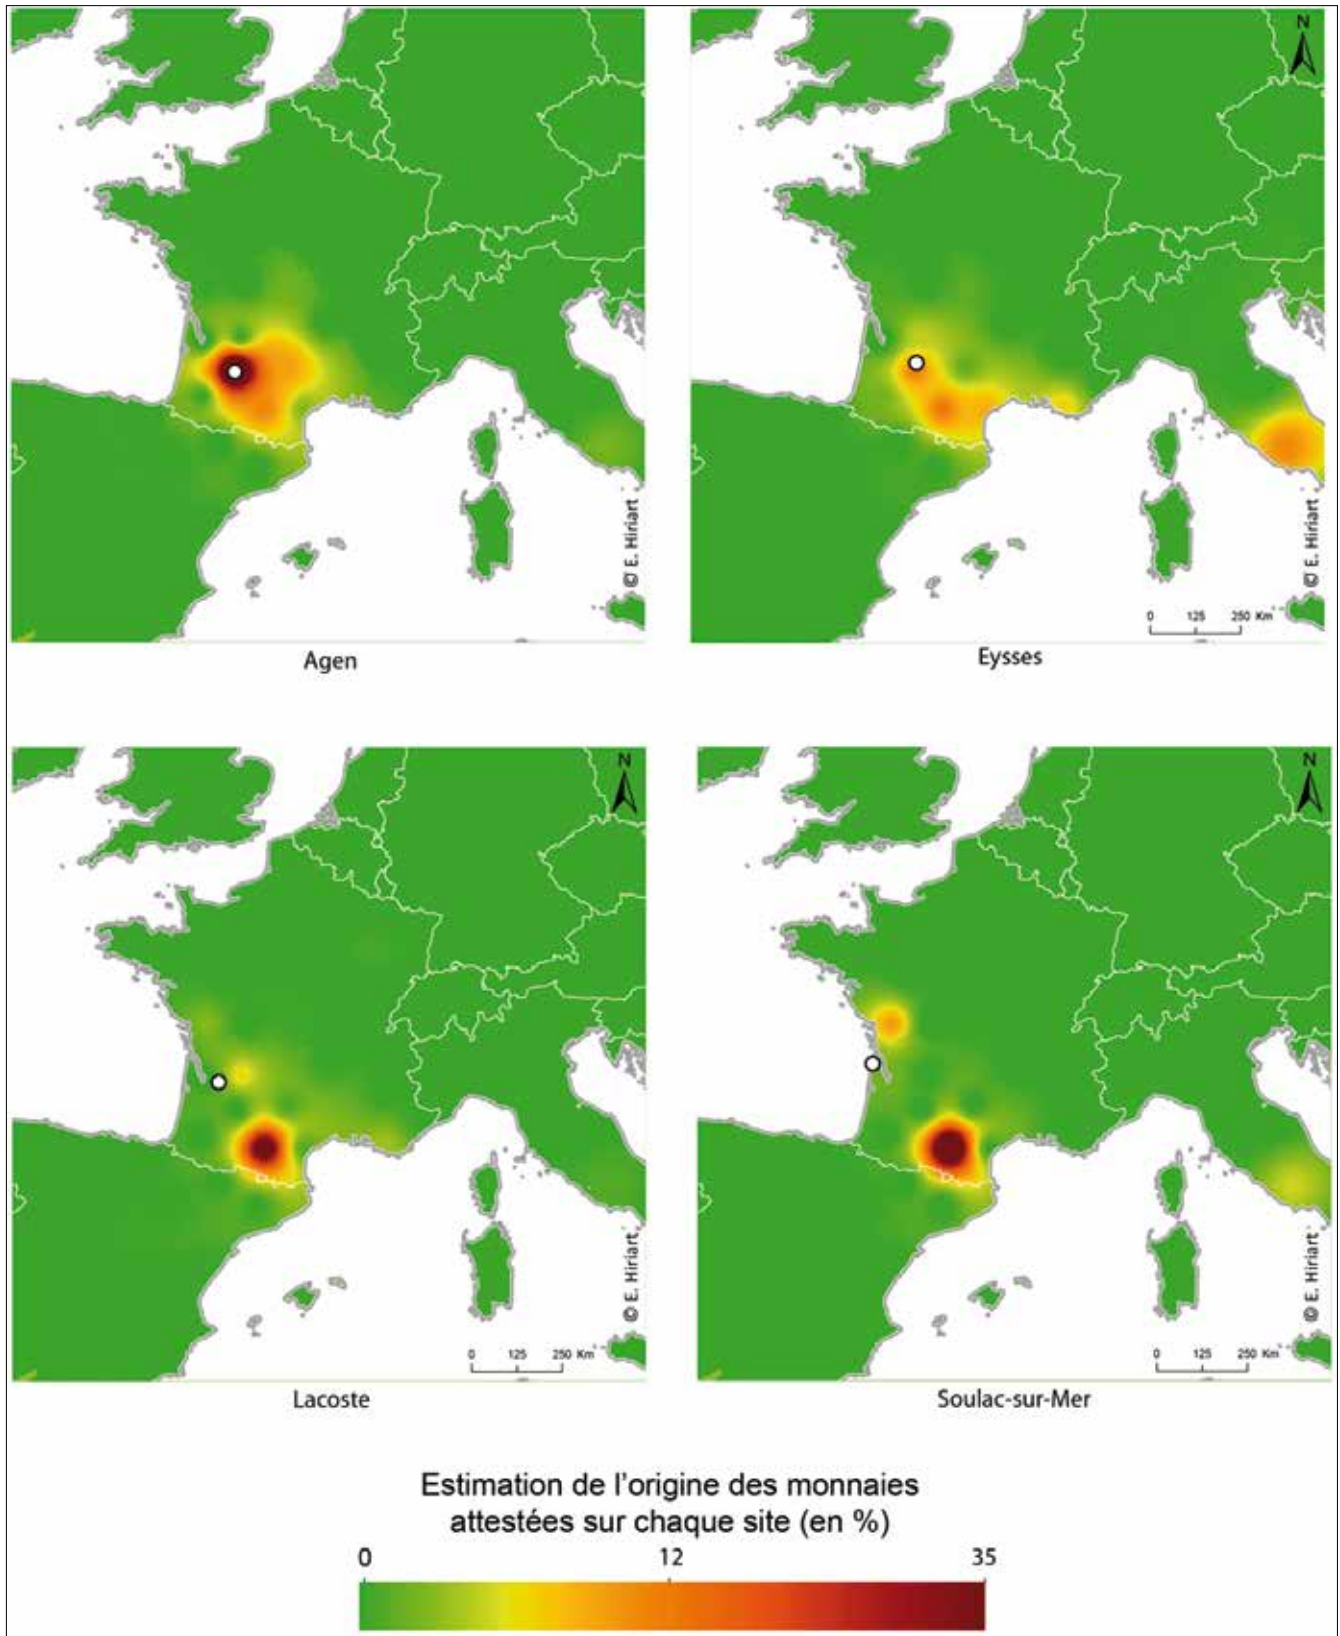 N
© E. Hiriart
© E. Hiriart
0 125 250 Km
Agen
Eysses
N
N
© E. Hiriart
© E. Hiriart
0 125 250 Km
0 125 250 Km
Lacoste
Soulac-sur-Mer
Estimation de l'origine des monnaies
attestées sur chaque site (en %)
0 12 35